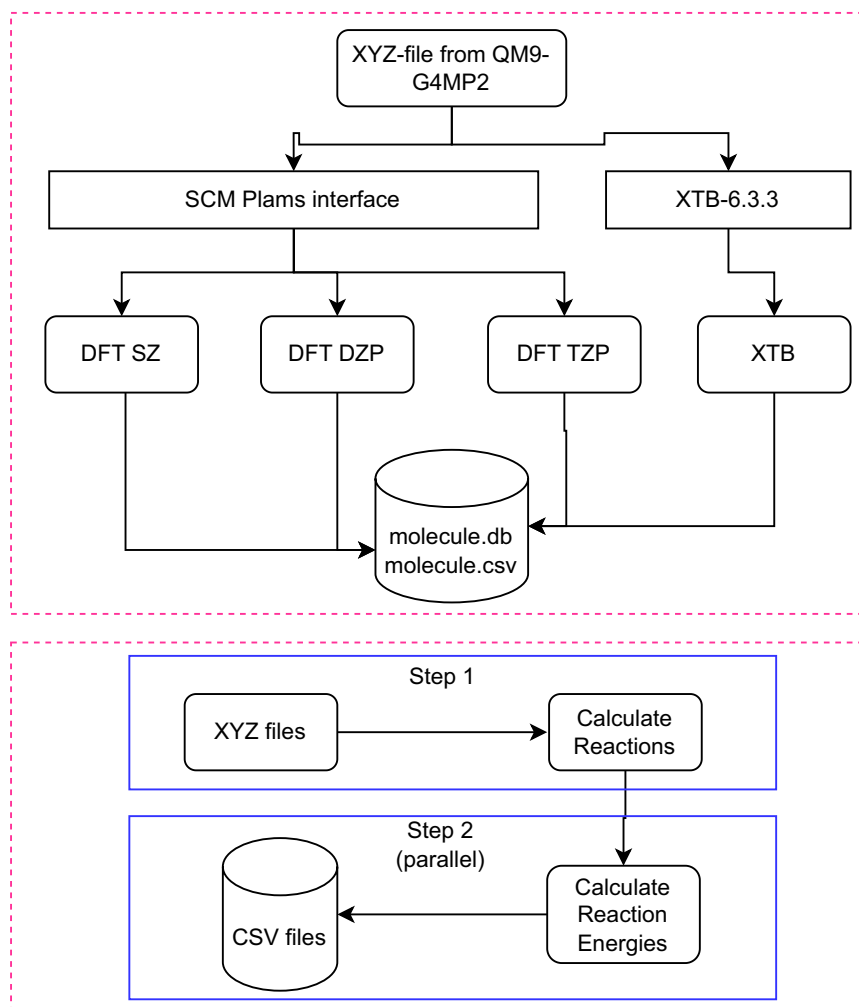 XYZ-file from QM9-
G4MP2
SCM Plams interface
XTB-6.3.3
DFT SZ
DFT DZP
DFT TZP
XTB
molecule.db
molecule.csv
Step 1
XYZ files
Calculate
Reactions
Step 2
(parallel)
CSV files
Calculate
Reaction
Energies